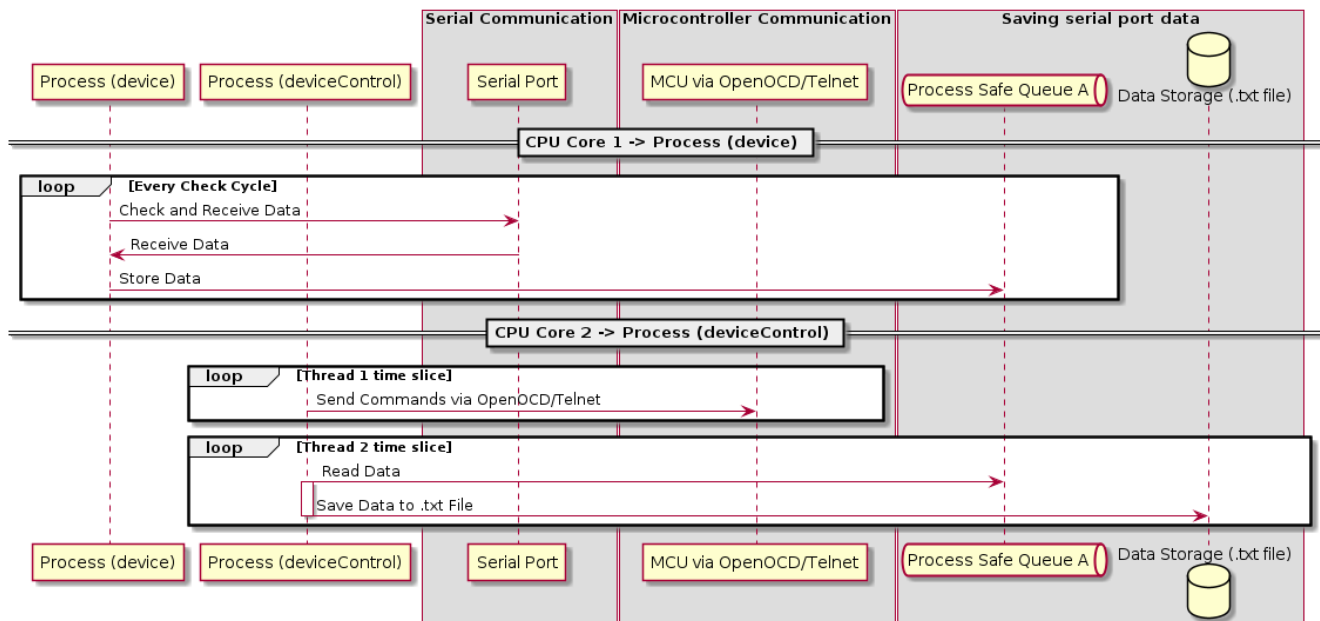 Serial Communication
Microcontroller Communication
Saving serial port data
Process (device)
Process (deviceControl)
Serial Port
MCU via OpenOCD/Telnet
Process Safe Queue A
Data Storage (.txt file)
CPU Core 1 -> Process (device)
loop
[Every Check Cycle]
Check and Receive Data
Receive Data
Store Data
CPU Core 2 -> Process (deviceControl)
loop
[Thread 1 time slice]
Send Commands via OpenOCD/Telnet
loop
[Thread 2 time slice]
Read Data
Save Data to .txt File
Process (device)
Process (deviceControl)
Serial Port
MCU via OpenOCD/Telnet
Process Safe Queue A
Data Storage (.txt file)